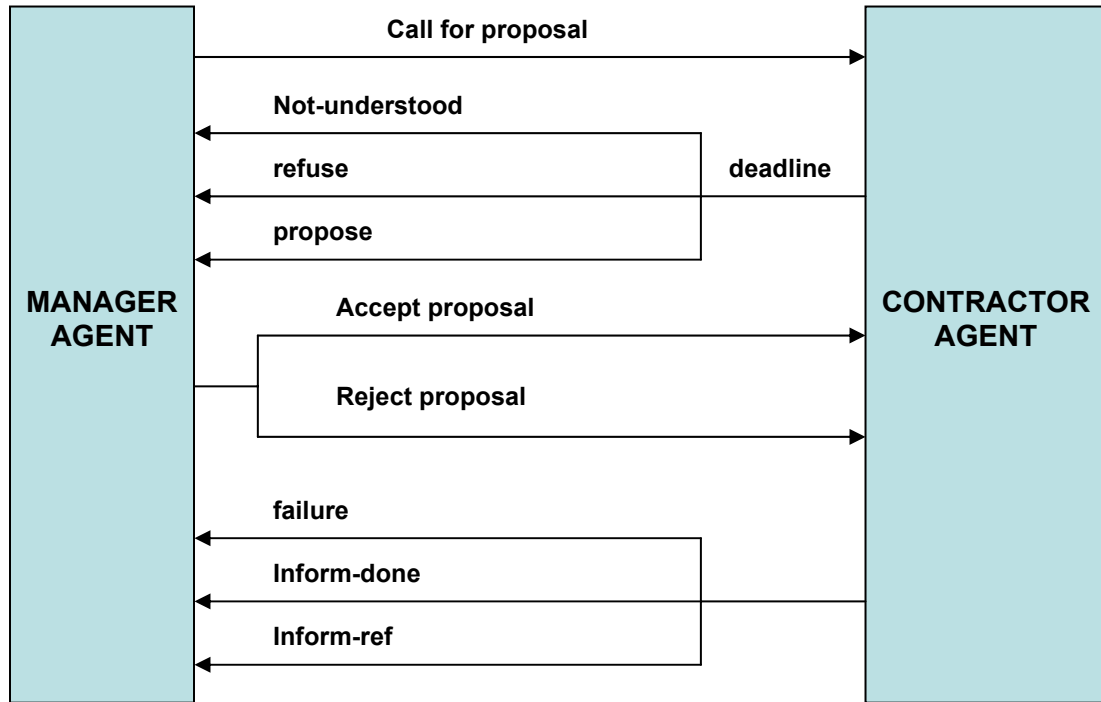 Call for proposal
Not-understood
refuse
deadline
propose
MANAGER
AGENT
Accept proposal
CONTRACTOR
AGENT
Reject proposal
failure
Inform-done
Inform-ref